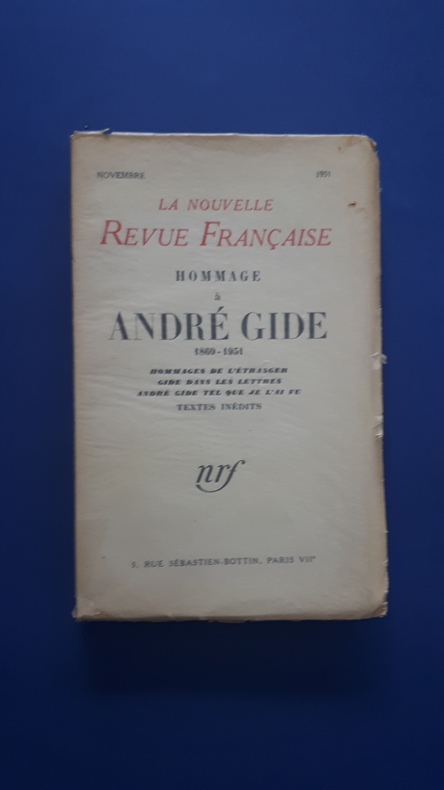 NOVEMBRE 1951
LA NOUVELLE
REVUE FRANÇAISE
HOMMAGE
à
ANDRÉ GIDE
1869-1951
HOMMAGES DE L'ÉTRANGER
GIDE DANS LES LETTRES
ANDRÉ GIDE TEL QUE JE L'AI VU
TEXTES INÉDITS
nrf
5, RUE SÉBASTIEN-BOTTIN, PARIS VIIe